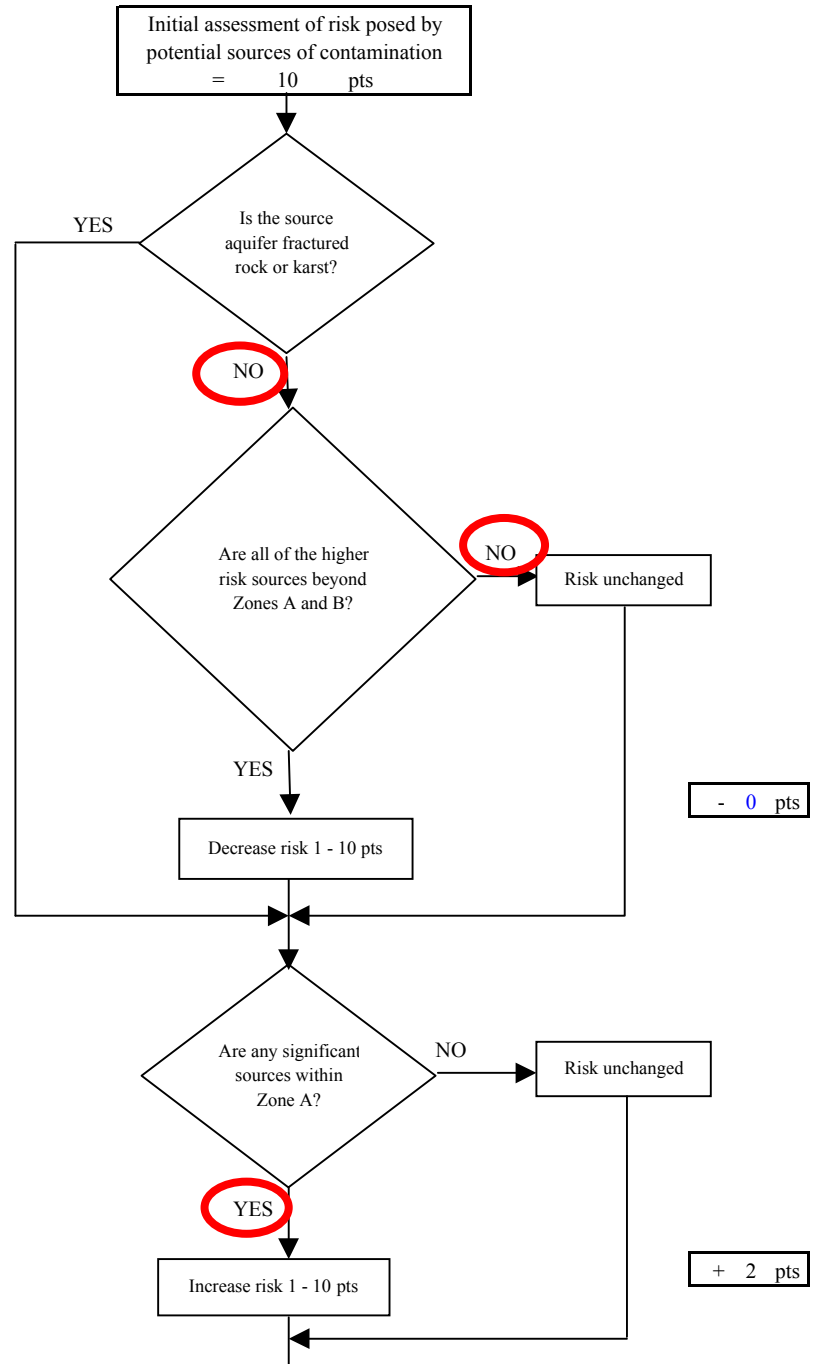 Initial assessment of risk posed by
potential sources of contamination
= 10 pts
YES
Is the source
aquifer fractured
rock or karst?
NO
Are all of the higher
risk sources beyond
Zones A and B?
NO
Risk unchanged
YES
- 0 pts
Decrease risk 1 - 10 pts
Are any significant
sources within
Zone A?
NO
Risk unchanged
YES
+ 2 pts
Increase risk 1 - 10 pts